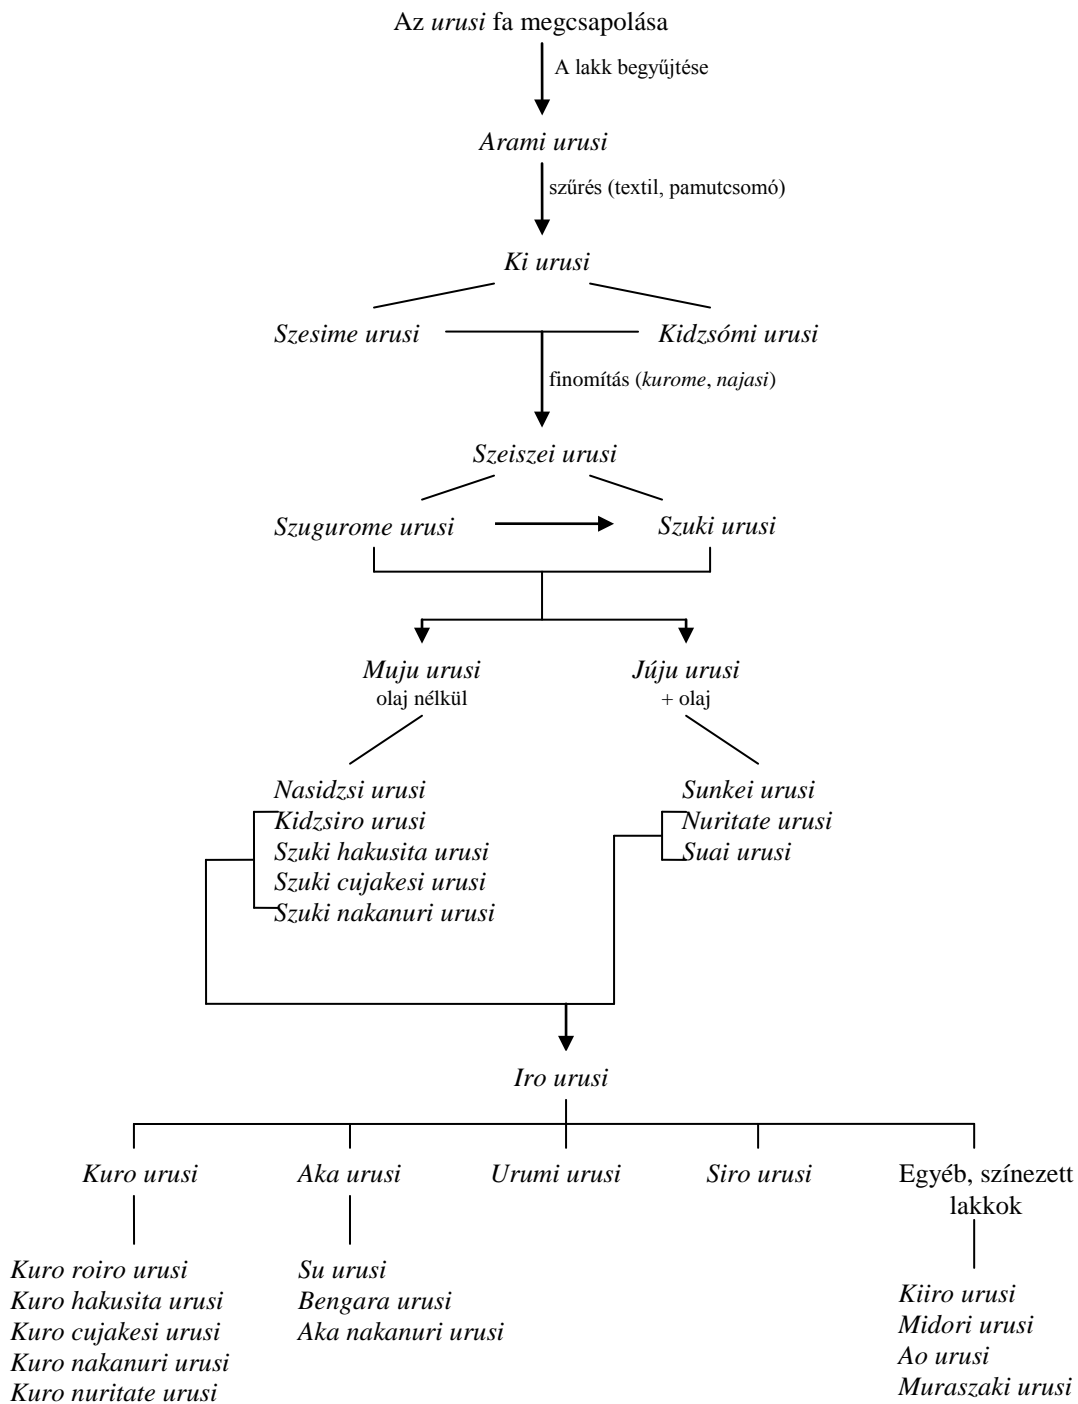 Az urusi fa megcsapolása
A lakk begyűjtése
Arami urusi
szűrés (textil, pamutcsomó)
Ki urusi
Szesime urusi
Kidzsómi urusi
finomítás (kurome, najasi)
Szeiszei urusi
Szugurome urusi
Szuki urusi
Muju urusi
olaj nélkül
Júju urusi
+ olaj
Nasidzsi urusi
Kidzsiro urusi
Szuki hakusita urusi
Szuki cujakesi urusi
Szuki nakanuri urusi
Sunkei urusi
Nuritate urusi
Suai urusi
Iro urusi
Kuro urusi
Aka urusi
Urumi urusi
Siro urusi
Egyéb, színezett
lakkok
Kuro roiro urusi
Kuro hakusita urusi
Kuro cujakesi urusi
Kuro nakanuri urusi
Kuro nuritate urusi
Su urusi
Bengara urusi
Aka nakanuri urusi
Kiiro urusi
Midori urusi
Ao urusi
Muraszaki urusi